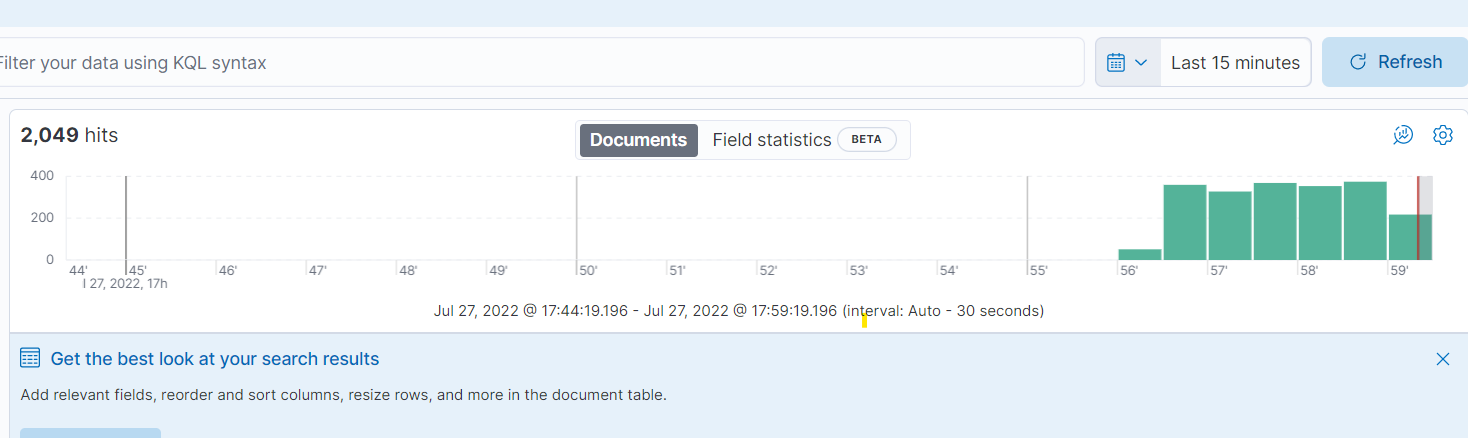 Filter your data using KQL syntax
Last 15 minutes
Refresh
2,049 hits
Documents
Field statistics BETA
400
200
0
44' 45' 46' 47' 48' 49' 50' 51' 52' 53' 54' 55' 56' 57' 58' 59'
l 27, 2022, 17h
Jul 27, 2022 @ 17:44:19.196 - Jul 27, 2022 @ 17:59:19.196 (interval: Auto - 30 seconds)
Get the best look at your search results
Add relevant fields, reorder and sort columns, resize rows, and more in the document table.